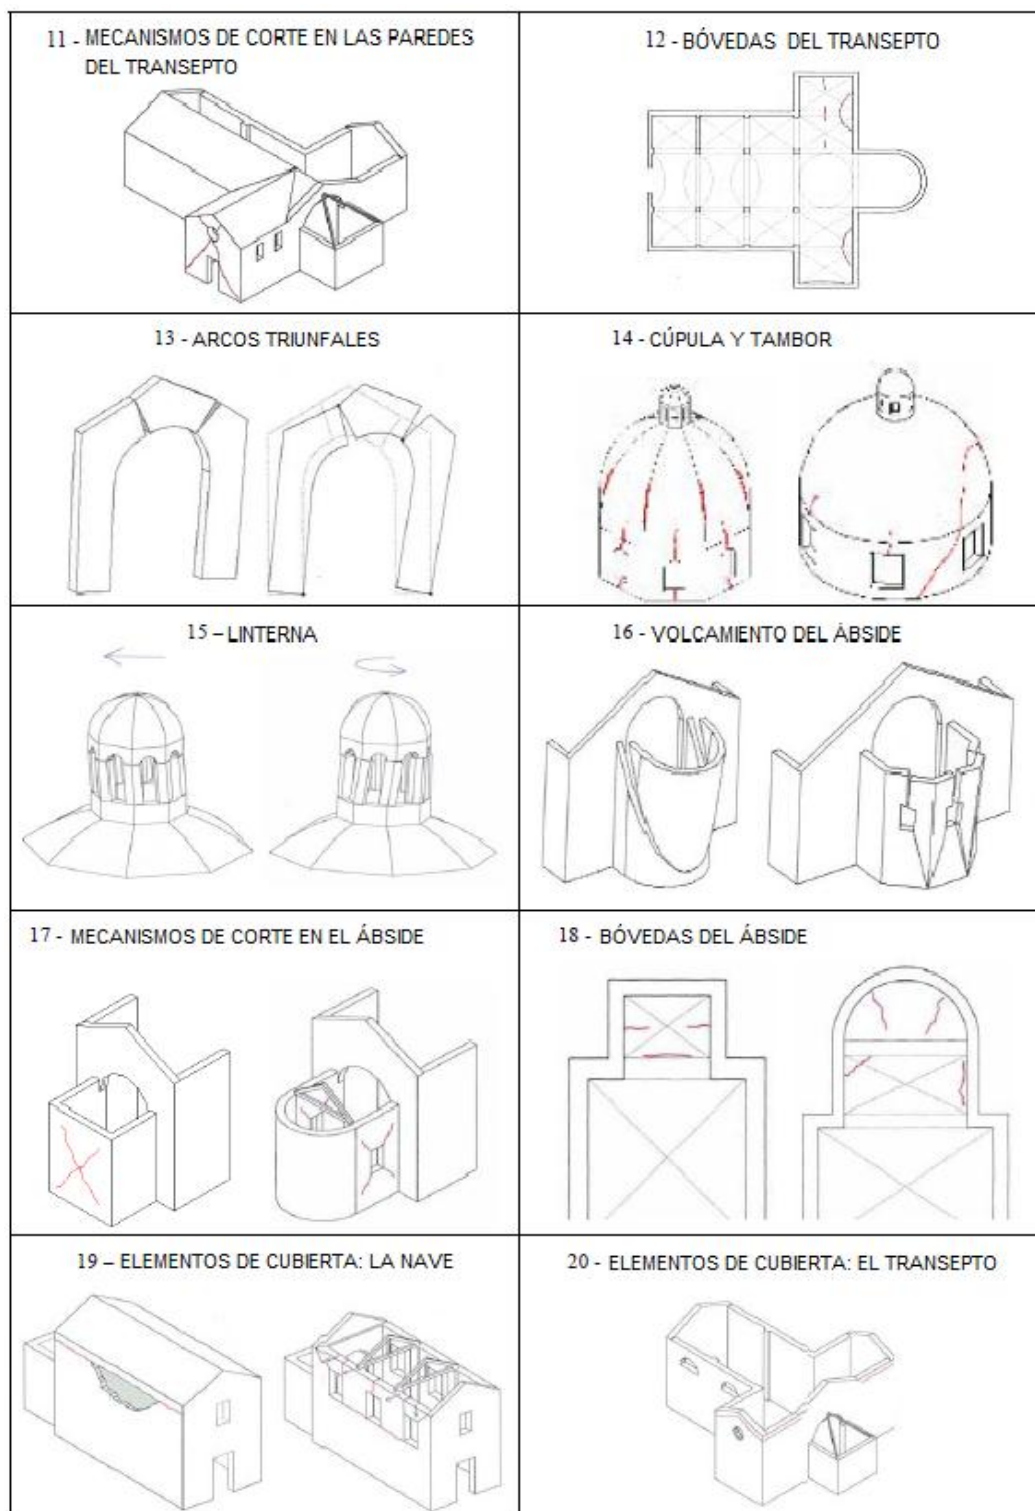 11 - MECANISMOS DE CORTE EN LAS PAREDES
DEL TRANSEPTO
12 - BÓVEDAS DEL TRANSEPTO
13 - ARCOS TRIUNFALES
14 - CÚPULA Y TAMBOR
15 – LINTERNA
16 - VOLCAMIENTO DEL ÁBSIDE
17 - MECANISMOS DE CORTE EN EL ÁBSIDE
18 - BÓVEDAS DEL ÁBSIDE
19 – ELEMENTOS DE CUBIERTA: LA NAVE
20 - ELEMENTOS DE CUBIERTA: EL TRANSEPTO